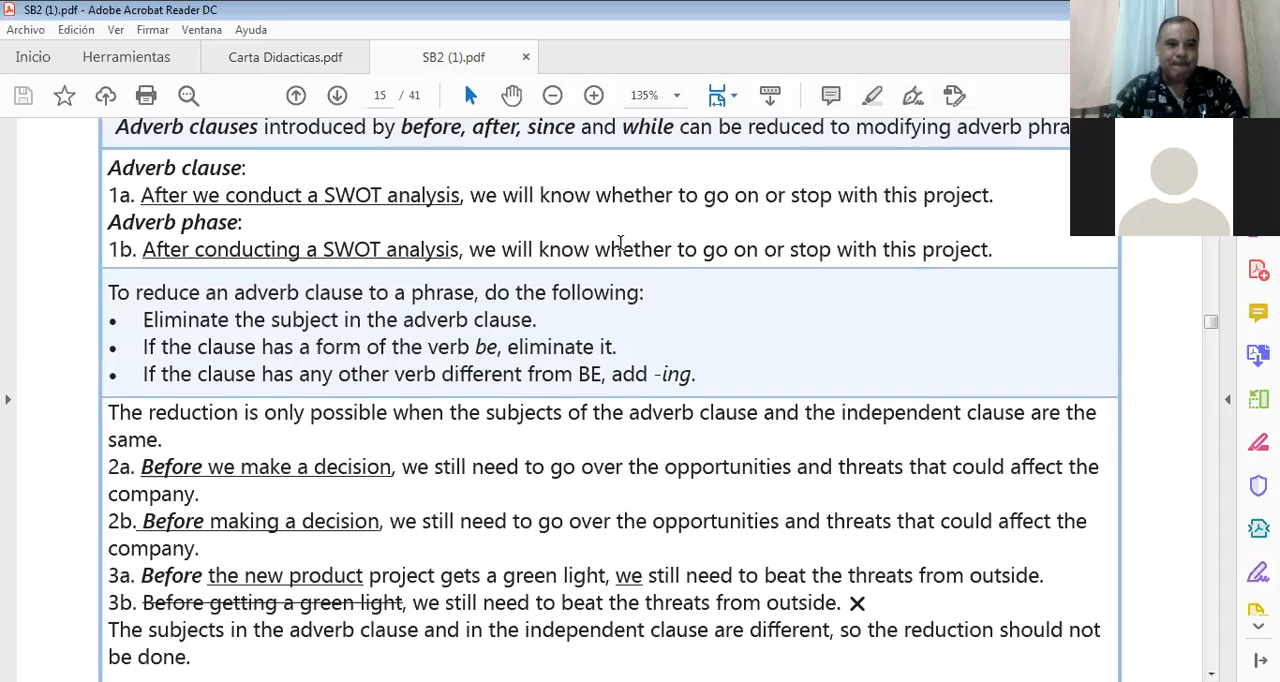 SB2 (1).pdf - Adobe Acrobat Reader DC
Archivo Edición Ver Firmar Ventana Ayuda
Inicio Herramientas Carta Didacticas.pdf SB2 (1).pdf ×
15 / 41 135%
Adverb clauses introduced by before, after, since and while can be reduced to modifying adverb phra
Adverb clause:
1a. After we conduct a SWOT analysis, we will know whether to go on or stop with this project.
Adverb phase:
1b. After conducting a SWOT analysis, we will know whether to go on or stop with this project.
To reduce an adverb clause to a phrase, do the following:
• Eliminate the subject in the adverb clause.
• If the clause has a form of the verb be, eliminate it.
• If the clause has any other verb different from BE, add -ing.
The reduction is only possible when the subjects of the adverb clause and the independent clause are the
same.
2a. Before we make a decision, we still need to go over the opportunities and threats that could affect the
company.
2b. Before making a decision, we still need to go over the opportunities and threats that could affect the
company.
3a. Before the new product project gets a green light, we still need to beat the threats from outside.
3b. Before getting a green light, we still need to beat the threats from outside. ✕
The subjects in the adverb clause and in the independent clause are different, so the reduction should not
be done.